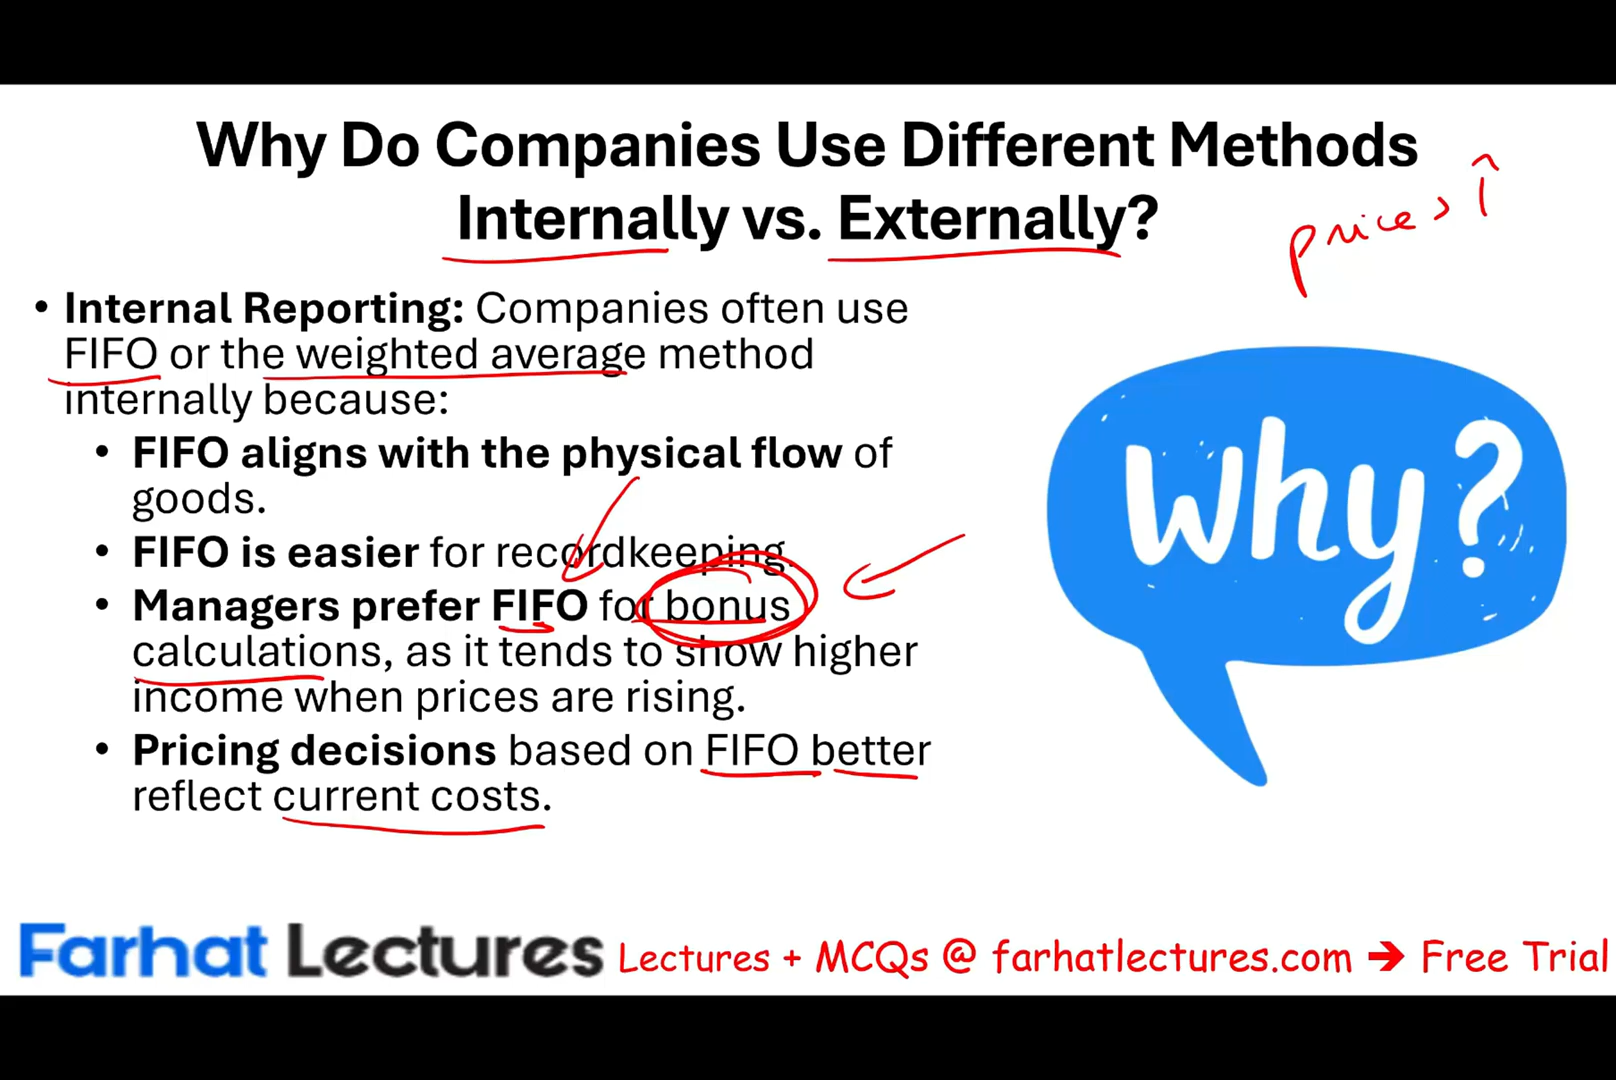 Why Do Companies Use Different Methods
Internally vs. Externally?
prices ↑
• Internal Reporting: Companies often use
FIFO or the weighted average method
internally because:
• FIFO aligns with the physical flow of
goods.
• FIFO is easier for recordkeeping.
• Managers prefer FIFO for bonus
calculations, as it tends to show higher
income when prices are rising.
• Pricing decisions based on FIFO better
reflect current costs.
Why?
Farhat Lectures Lectures + MCQs @ farhatlectures.com → Free Trial